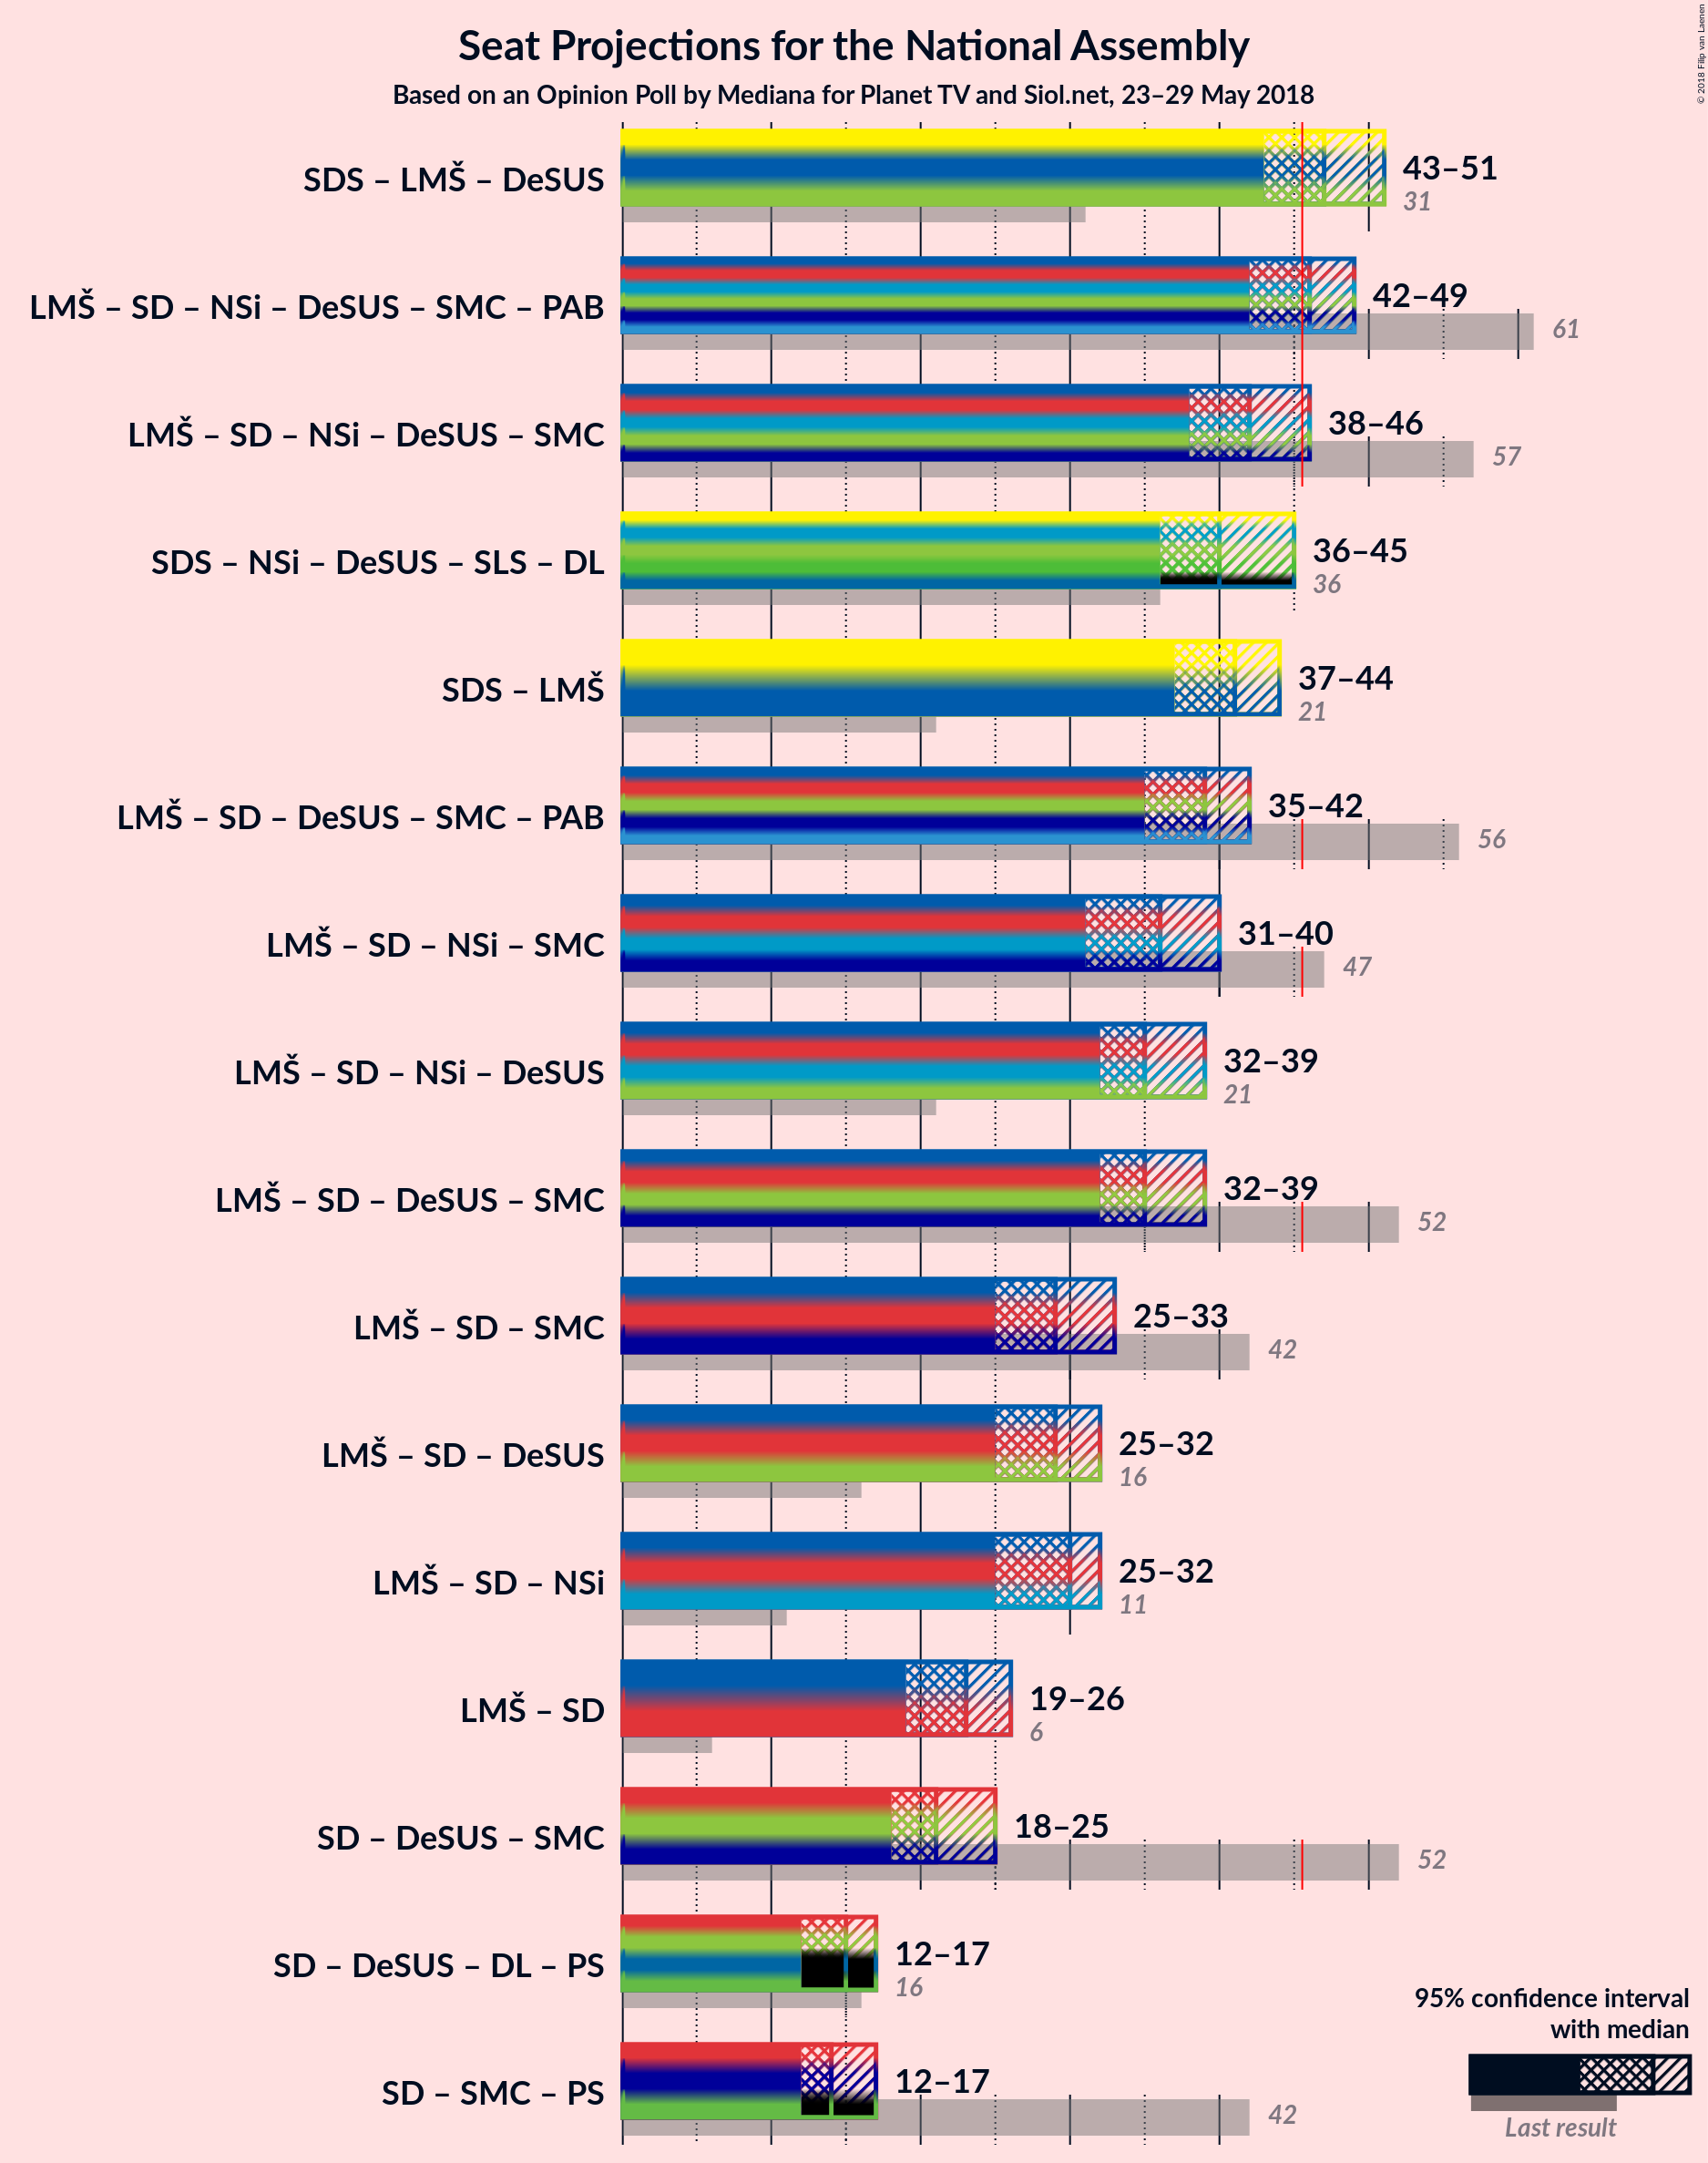 Seat Projections for the National Assembly
Based on an Opinion Poll by Mediana for Planet TV and Siol.net, 23–29 May 2018
© 2018 Filip van Laenen
SDS – LMŠ – DeSUS
43–51
31
LMŠ – SD – NSi – DeSUS – SMC – PAB
42–49
61
LMŠ – SD – NSi – DeSUS – SMC
38–46
57
SDS – NSi – DeSUS – SLS – DL
36–45
36
SDS – LMŠ
37–44
21
LMŠ – SD – DeSUS – SMC – PAB
35–42
56
LMŠ – SD – NSi – SMC
31–40
47
LMŠ – SD – NSi – DeSUS
32–39
21
LMŠ – SD – DeSUS – SMC
32–39
52
LMŠ – SD – SMC
25–33
42
LMŠ – SD – DeSUS
25–32
16
LMŠ – SD – NSi
25–32
11
LMŠ – SD
19–26
6
SD – DeSUS – SMC
18–25
52
SD – DeSUS – DL – PS
12–17
16
SD – SMC – PS
12–17
42
95% confidence interval
with median
Last result